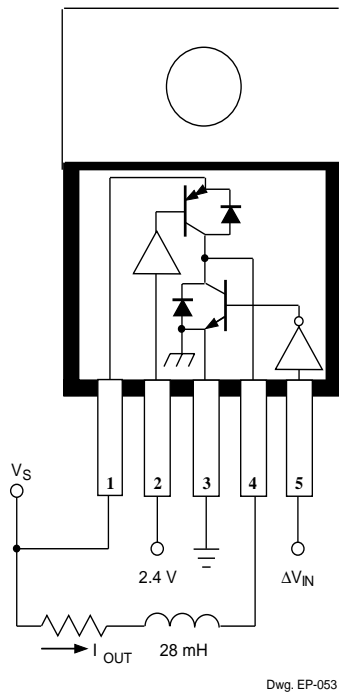 1 2 3 4 5
V_S
2.4 V
ΔV_IN
I_OUT 28 mH
Dwg. EP-053